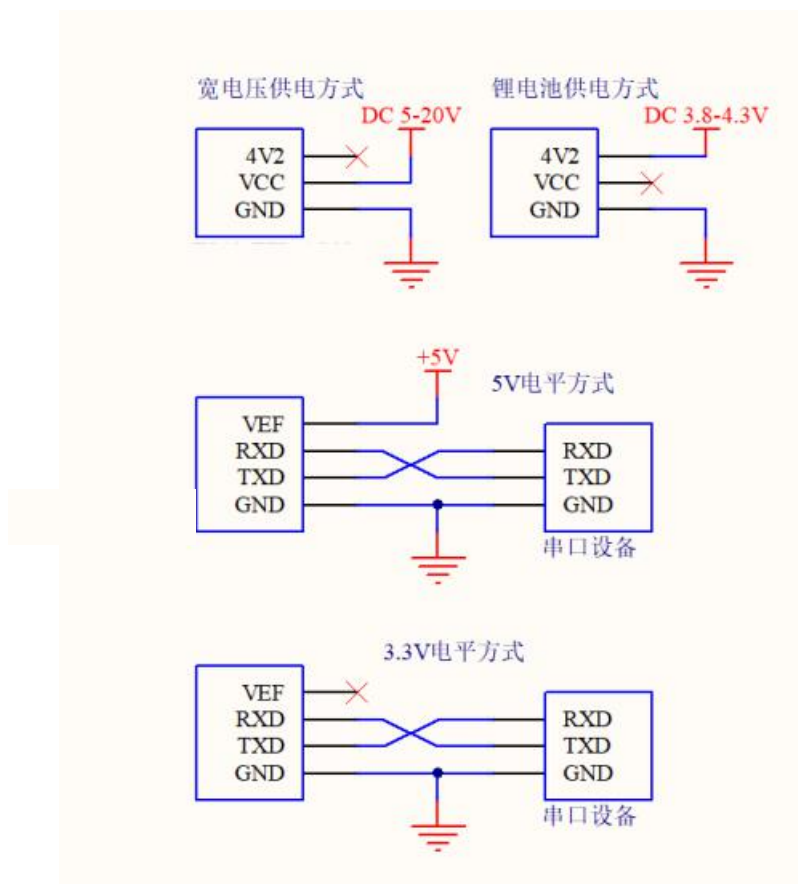 宽电压供电方式
DC 5-20V
4V2
VCC
GND
锂电池供电方式
DC 3.8-4.3V
4V2
VCC
GND
+5V
5V电平方式
VEF
RXD
TXD
GND
RXD
TXD
GND
串口设备
3.3V电平方式
VEF
RXD
TXD
GND
RXD
TXD
GND
串口设备